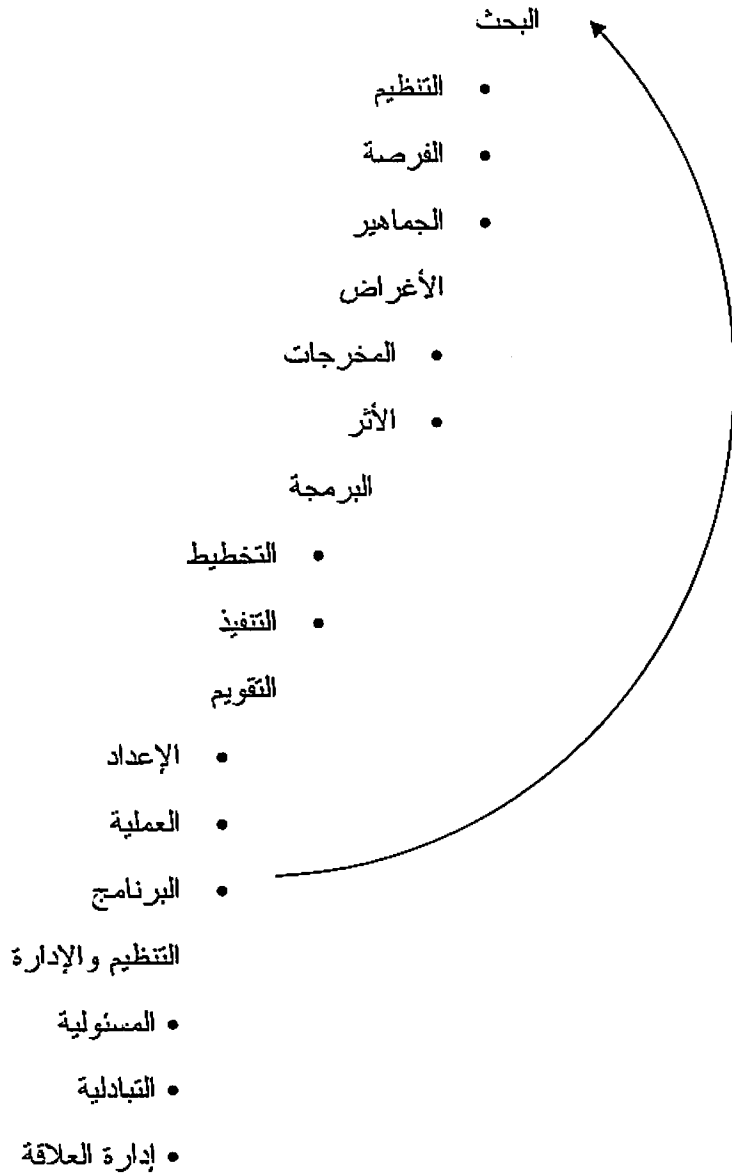 البحث
• التنظيم
• الفرصة
• الجماهير
الأغراض
• المخرجات
• الأثر
البرمجة
• التخطيط
• التنفيذ
التقويم
• الإعداد
• العملية
• البرنامج
التنظيم والإدارة
• المسئولية
• التبادلية
• إدارة العلاقة